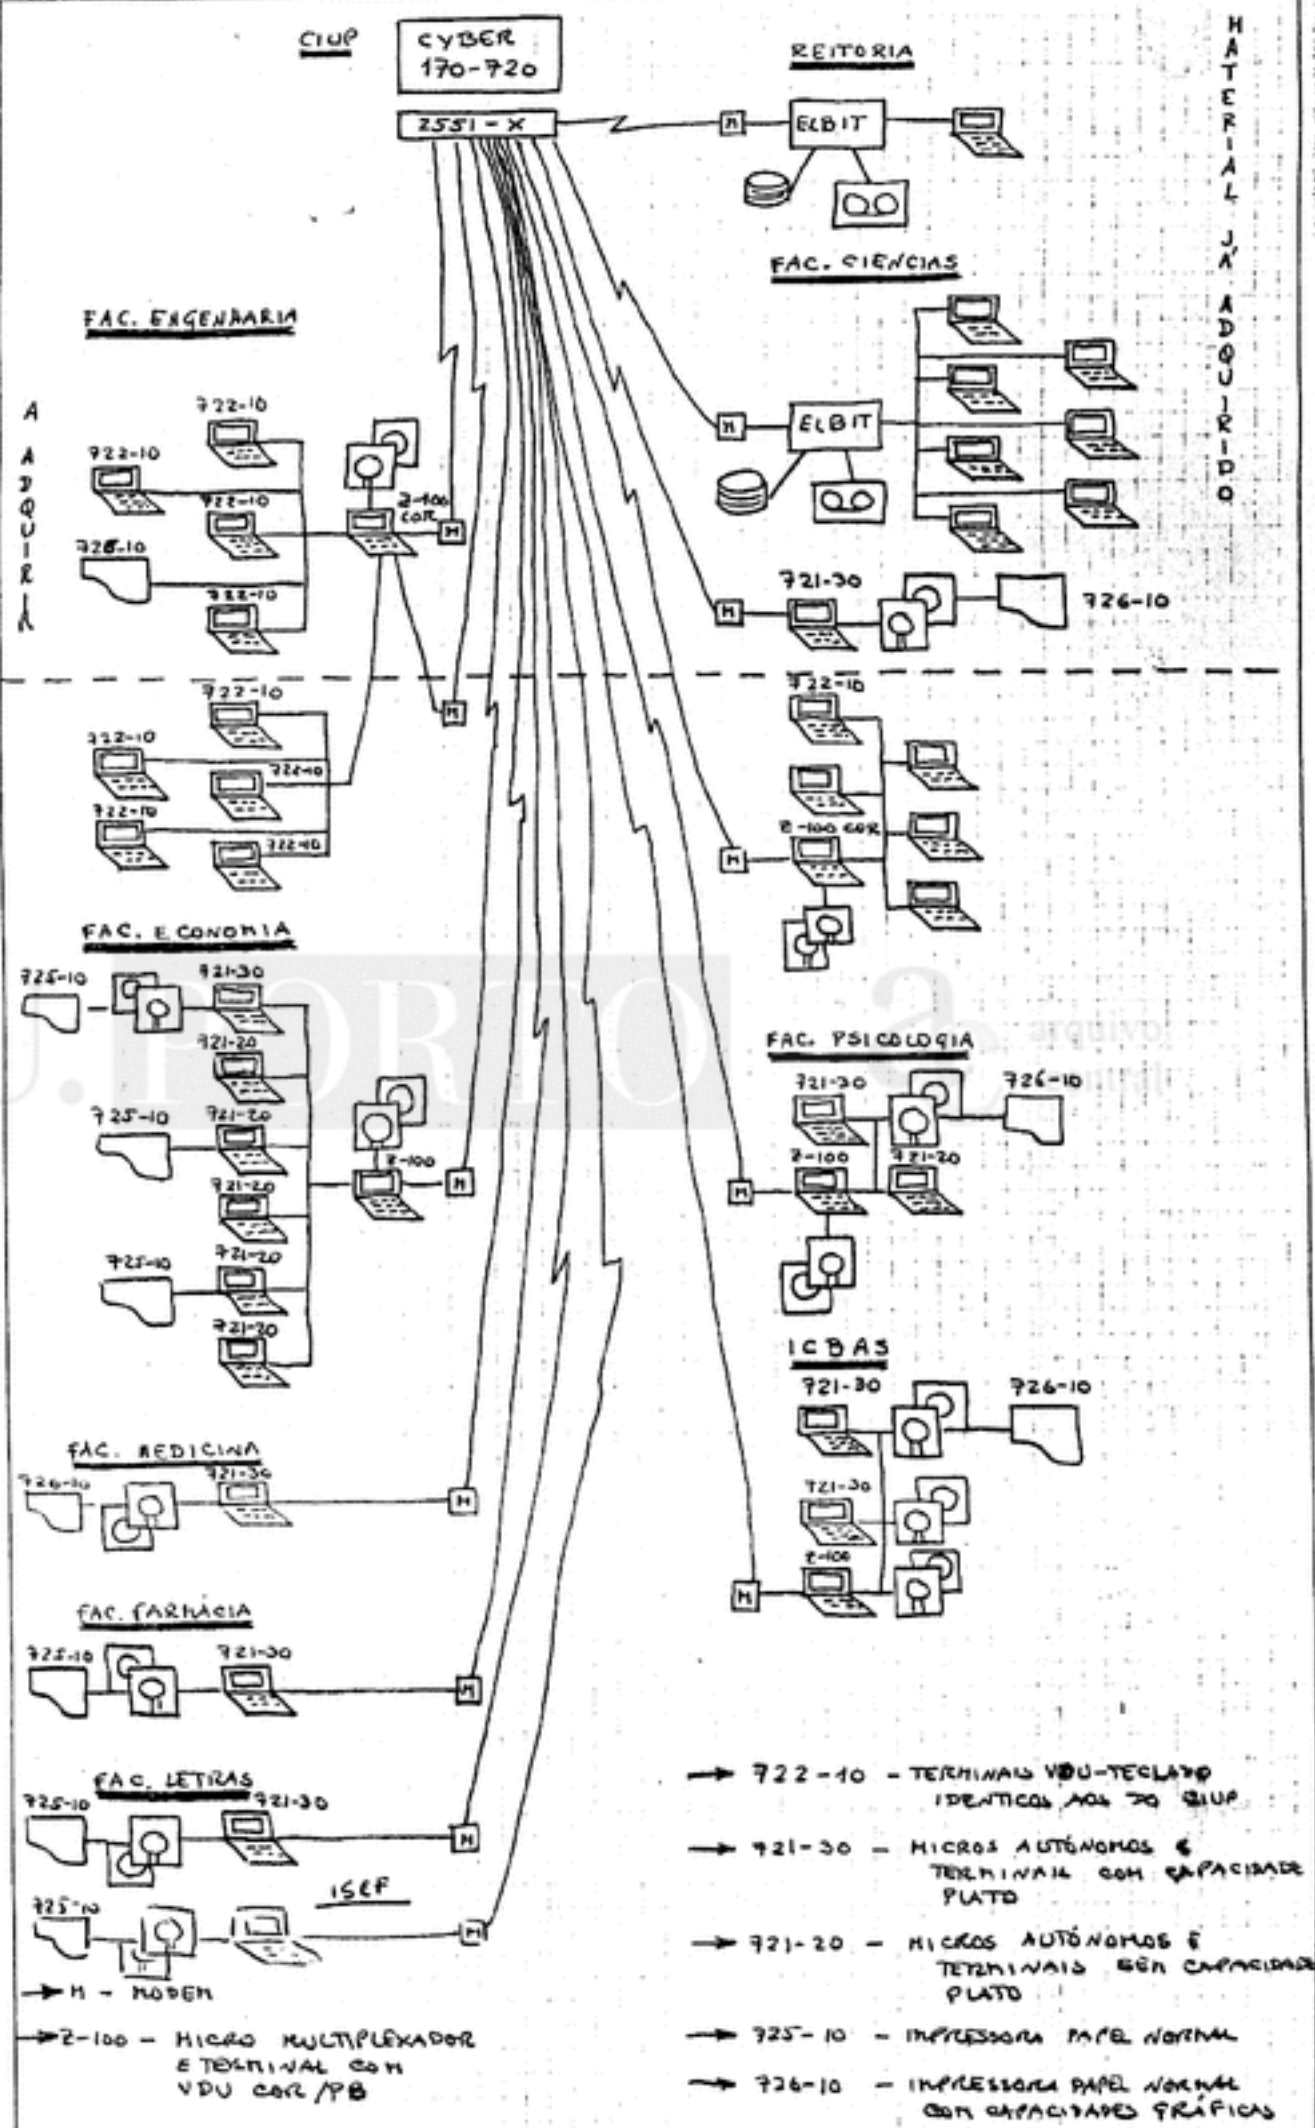 CIUP
CYBER
170-720
2551-X
REITORIA
M
ELBIT
MATERIAL JÁ ADQUIRIDO
FAC. CIENCIAS
M
ELBIT
M
721-30
726-10
FAC. ENGENHARIA
A ADQUIRIR
722-10
722-10
722-10
726-10
722-10
Z-100
COR
M
722-10
722-10
722-10
722-10
722-10
M
722-10
Z-100 COR
M
FAC. ECONOMIA
725-10
721-30
721-20
725-10
721-20
721-20
725-10
721-20
721-20
Z-100
M
U.PORTO
arquivo
central
FAC. PSICOLOGIA
721-30
726-10
Z-100
721-20
M
ICBAS
721-30
726-10
721-30
Z-100
M
FAC. MEDICINA
726-10
721-30
M
FAC. FARMÁCIA
725-10
721-30
M
FAC. LETRAS
725-10
721-30
M
ISEF
725-10
M
→ M - MODEM
→ Z-100 - MICRO MULTIPLEXADOR
E TERMINAL COM
VDU COR/PB
→ 722-10 - TERMINAIS VDU-TECLADO
IDENTICOS AOS DO CIUP
→ 721-30 - MICROS AUTÓNOMOS E
TERMINAIS COM CAPACIDADE
PLATO
→ 721-20 - MICROS AUTÓNOMOS E
TERMINAIS SEM CAPACIDADE
PLATO
→ 725-10 - IMPRESSORA PAPEL NORMAL
→ 726-10 - IMPRESSORA PAPEL NORMAL
COM CAPACIDADES GRÁFICAS